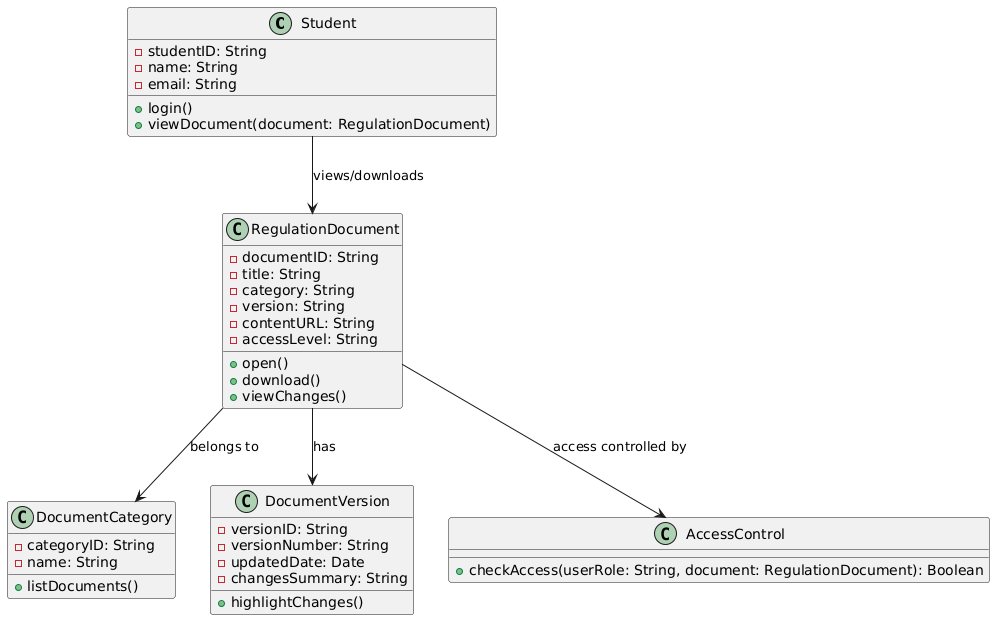 C Student
studentID: String
name: String
email: String
login()
viewDocument(document: RegulationDocument)
views/downloads
C RegulationDocument
documentID: String
title: String
category: String
version: String
contentURL: String
accessLevel: String
open()
download()
viewChanges()
belongs to
has
access controlled by
C DocumentCategory
categoryID: String
name: String
listDocuments()
C DocumentVersion
versionID: String
versionNumber: String
updatedDate: Date
changesSummary: String
highlightChanges()
C AccessControl
checkAccess(userRole: String, document: RegulationDocument): Boolean